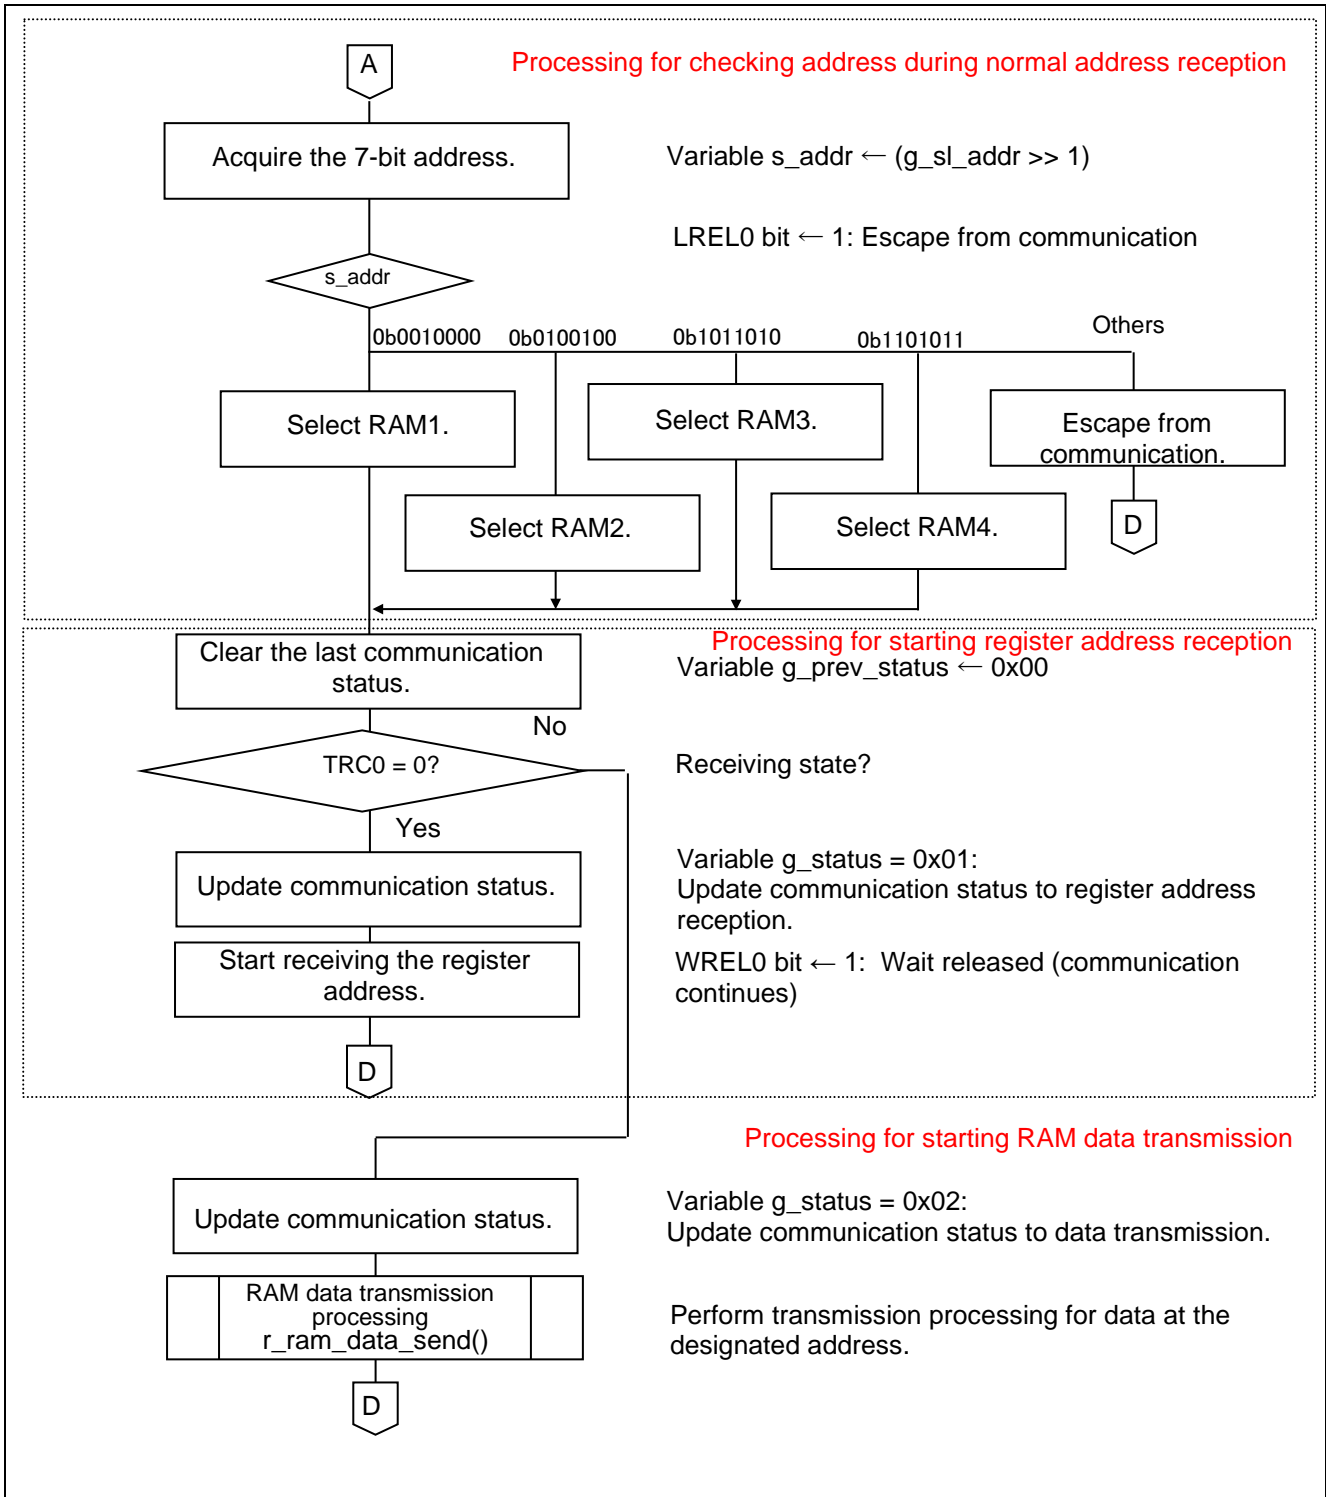 A
Processing for checking address during normal address reception
Acquire the 7-bit address.
Variable s_addr ← (g_sl_addr >> 1)
LREL0 bit ← 1: Escape from communication
s_addr
0b0010000
0b0100100
0b1011010
0b1101011
Others
Select RAM1.
Select RAM3.
Escape from
communication.
Select RAM2.
Select RAM4.
D
Processing for starting register address reception
Clear the last communication
status.
Variable g_prev_status ← 0x00
No
TRC0 = 0?
Receiving state?
Yes
Update communication status.
Variable g_status = 0x01:
Update communication status to register address
reception.
Start receiving the register
address.
WREL0 bit ← 1:  Wait released (communication
continues)
D
Processing for starting RAM data transmission
Update communication status.
Variable g_status = 0x02:
Update communication status to data transmission.
RAM data transmission
processing
r_ram_data_send()
Perform transmission processing for data at the
designated address.
D